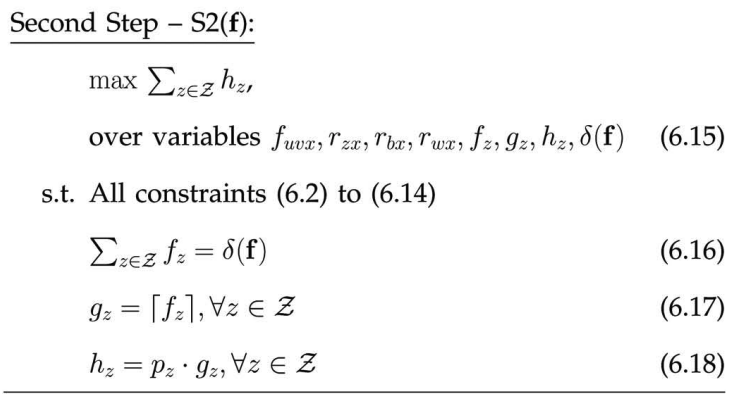 Second Step – S2(f):
max ∑_{z∈𝒵} h_z,
over variables f_{uvx}, r_{zx}, r_{bx}, r_{wx}, f_z, g_z, h_z, δ(f) (6.15)
s.t. All constraints (6.2) to (6.14)
∑_{z∈𝒵} f_z = δ(f) (6.16)
g_z = ⌈f_z⌉, ∀z ∈ 𝒵 (6.17)
h_z = p_z · g_z, ∀z ∈ 𝒵 (6.18)